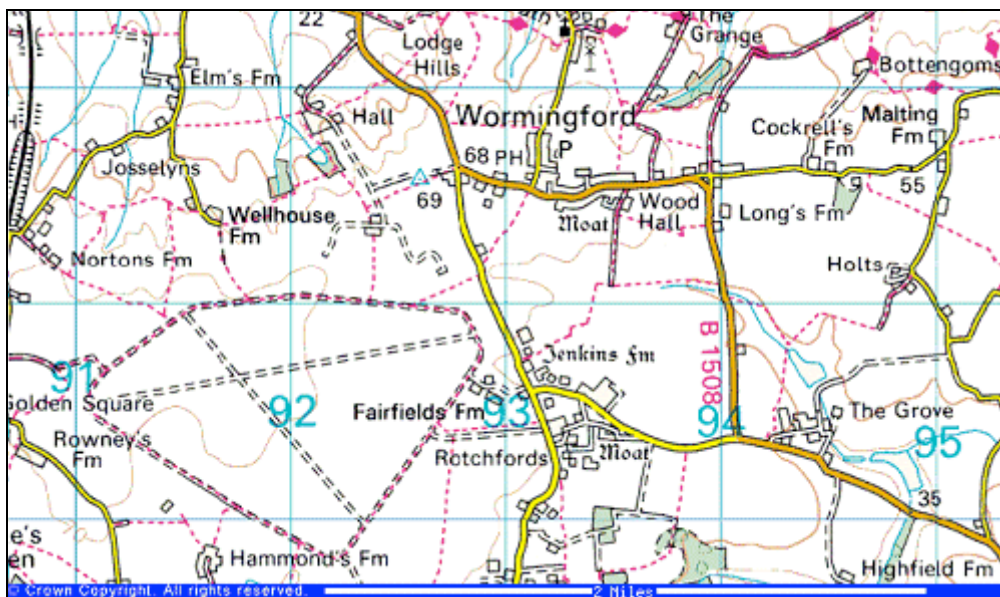 22
The
Grange
Lodge
Hills
Bottengoms
Elm's Fm
Hall
Wormingford
Cockrell's
Fm
Malting
Fm
Josselyns
68 PH
P
69
55
Wellhouse
Fm
Moat
Wood
Hall
Long's Fm
Nortons Fm
Holts
B 1508
Jenkins Fm
91
92
93
94
95
Golden Square
Fairfields Fm
The Grove
Rowney's
Fm
Rotchfords
Moat
35
Hammond's Fm
Highfield Fm
© Crown Copyright. All rights reserved.
2 Miles